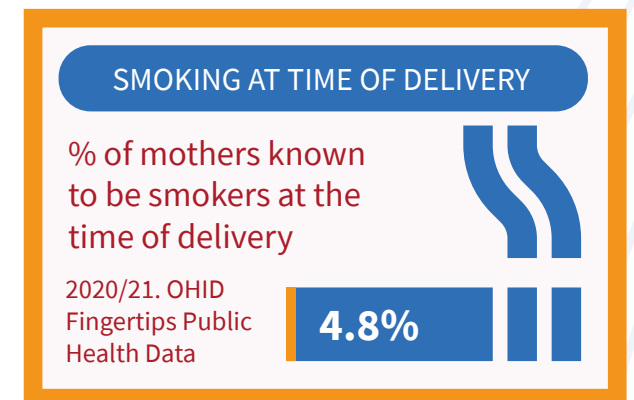 SMOKING AT TIME OF DELIVERY
% of mothers known
to be smokers at the
time of delivery
2020/21. OHID
Fingertips Public
Health Data
4.8%